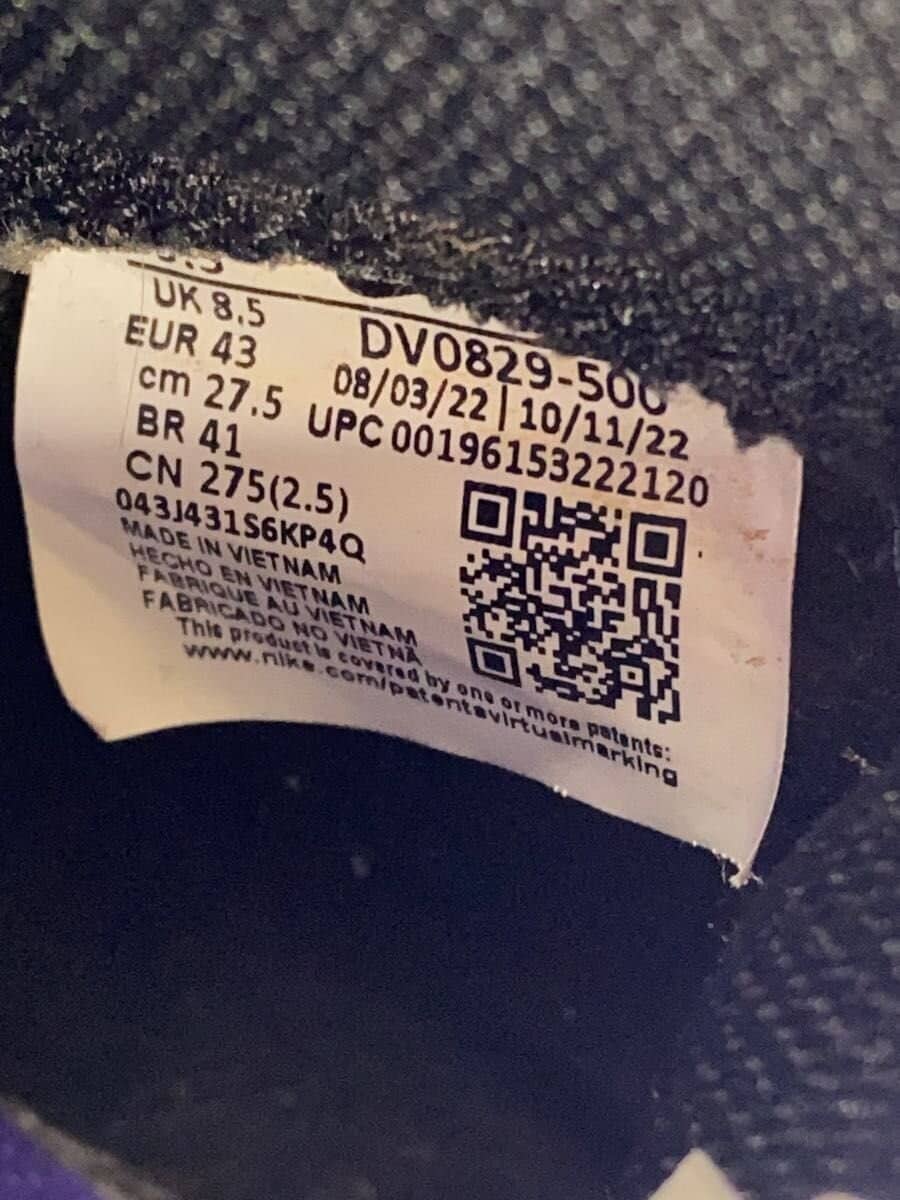 UK 8.5
EUR 43
cm 27.5
BR 41
CN 275(2.5)
DV0829-500
08/03/22 | 10/11/22
UPC 00196153222120
043J431S6KP4Q
MADE IN VIETNAM
HECHO EN VIETNAM
FABRIQUE AU VIETNAM
FABRICADO NO VIETNÃ
This product is covered by one or more patents:
www.nike.com/patentsvirtualmarking